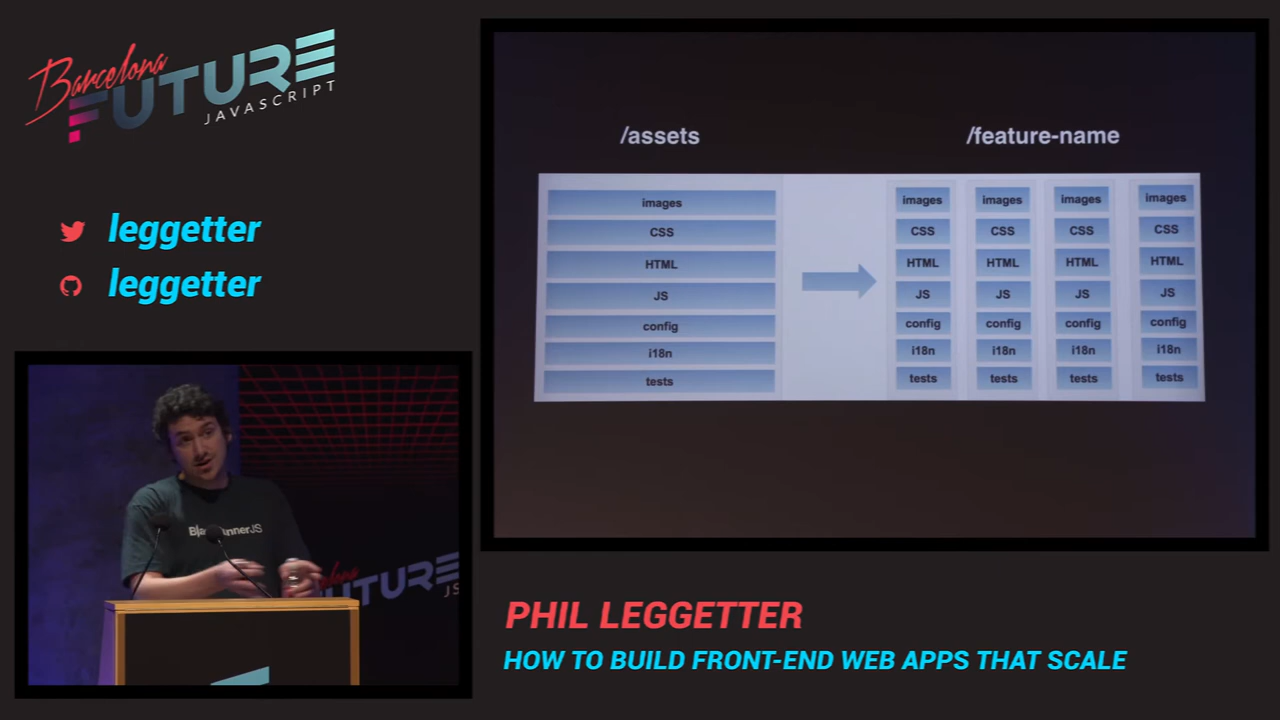 Barcelona
FUTURE
JAVASCRIPT
leggetter
leggetter
/assets
/feature-name
images
CSS
HTML
JS
config
i18n
tests
images images images images
CSS CSS CSS CSS
HTML HTML HTML HTML
JS JS JS JS
config config config config
i18n i18n i18n i18n
tests tests tests tests
FUTURE
JS
PHIL LEGGETTER
HOW TO BUILD FRONT-END WEB APPS THAT SCALE